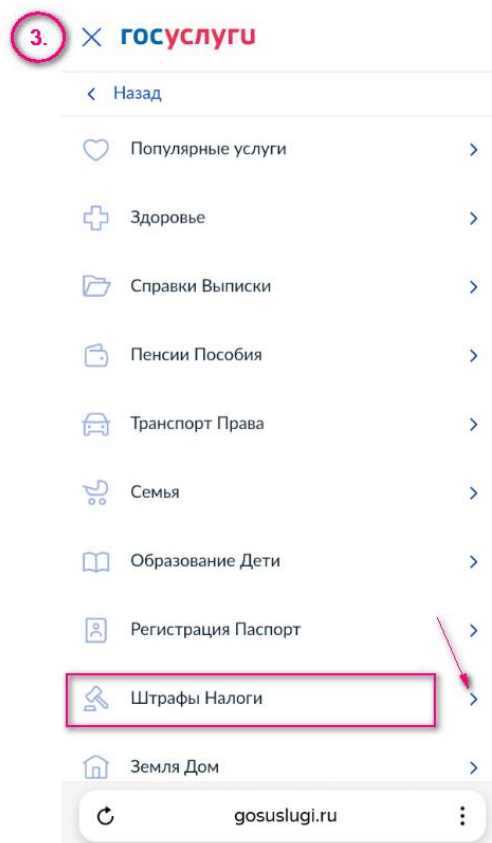 3. госуслуги
Назад
Популярные услуги
Здоровье
Справки Выписки
Пенсии Пособия
Транспорт Права
Семья
Образование Дети
Регистрация Паспорт
Штрафы Налоги
Земля Дом
gosuslugi.ru